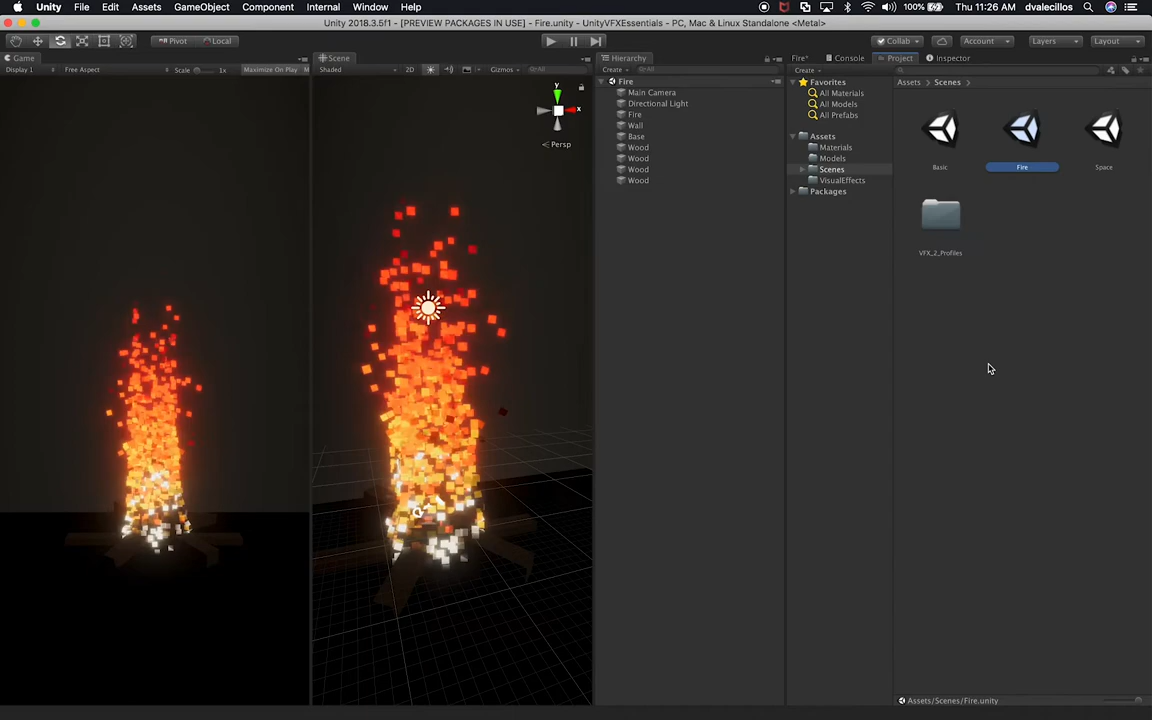 Unity File Edit Assets GameObject Component Internal Window Help 100% Thu 11:26 AM dvalecillos
Unity 2018.3.5f1 - [PREVIEW PACKAGES IN USE] - Fire.unity - UnityVFXEssentials - PC, Mac & Linux Standalone <Metal>
Pivot Local Collab Account Layers Layout
Game Scene Hierarchy Fire* Console Project Inspector
Display 1 Free Aspect Scale 1x Maximize On Play M Shaded 2D Gizmos All Create All Create
Fire
Main Camera
Directional Light
Fire
Wall
Base
Wood
Wood
Wood
Wood
y
x
Persp
Favorites
All Materials
All Models
All Prefabs
Assets
Materials
Models
Scenes
VisualEffects
Packages
Assets Scenes
Basic Fire Space
VFX_2_Profiles
Assets/Scenes/Fire.unity